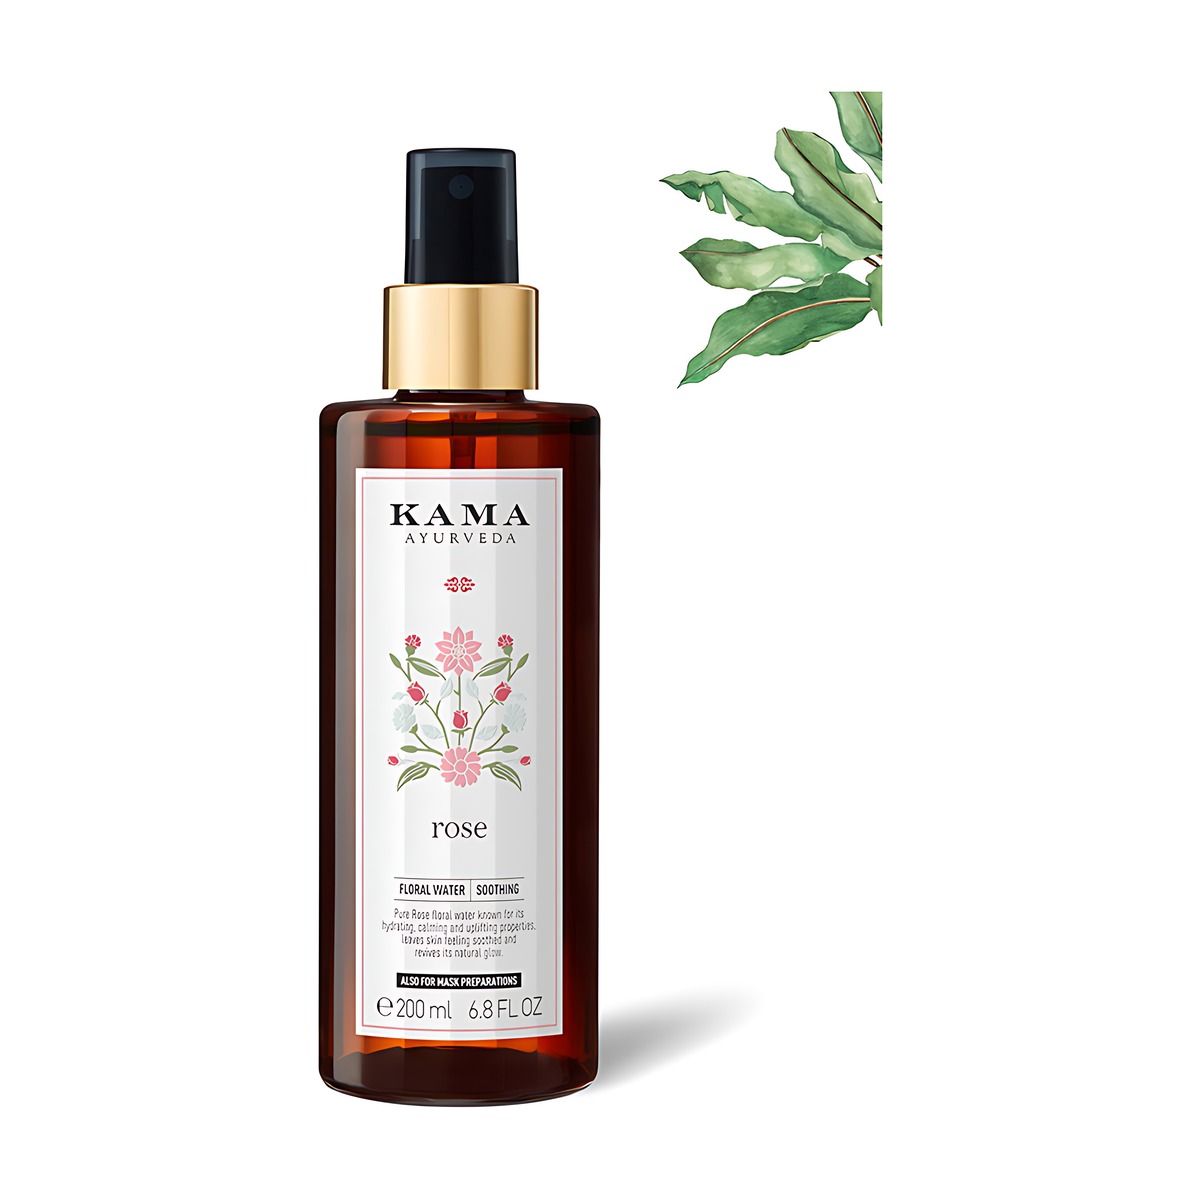 KAMA
AYURVEDA
rose
FLORAL WATER | SOOTHING
Pure Rose floral water known for its
hydrating, calming and uplifting properties,
leaves skin feeling soothed and
revives its natural glow.
ALSO FOR MASK PREPARATIONS
℮ 200 ml 6.8 FL OZ